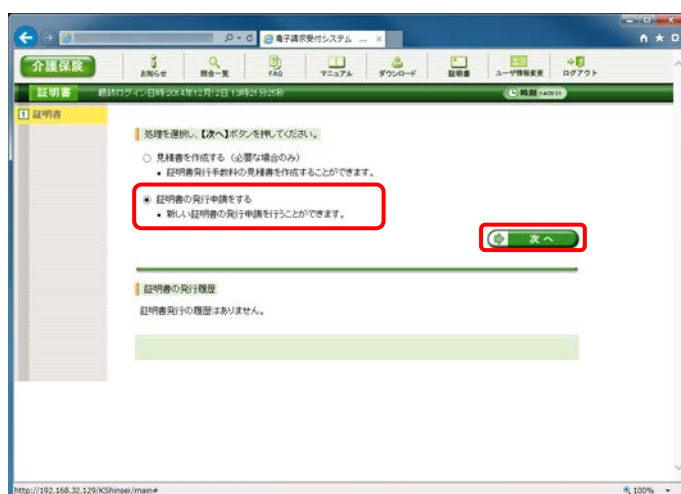 電子請求受付システム ...
介護保険
お知らせ 照会一覧 FAQ マニュアル ダウンロード 証明書 ユーザ情報変更 ログアウト
証明書 最終ログイン日時:2014年12月12日 13時21分25秒 時刻
1 証明書
処理を選択し、【次へ】ボタンを押してください。
見積書を作成する (必要な場合のみ)
• 証明書発行手数料の見積書を作成することができます。
証明書の発行申請をする
• 新しい証明書の発行申請を行うことができます。
次へ
証明書の発行履歴
証明書発行の履歴はありません。
http://192.168.32.129/KShinsei/main#
100%